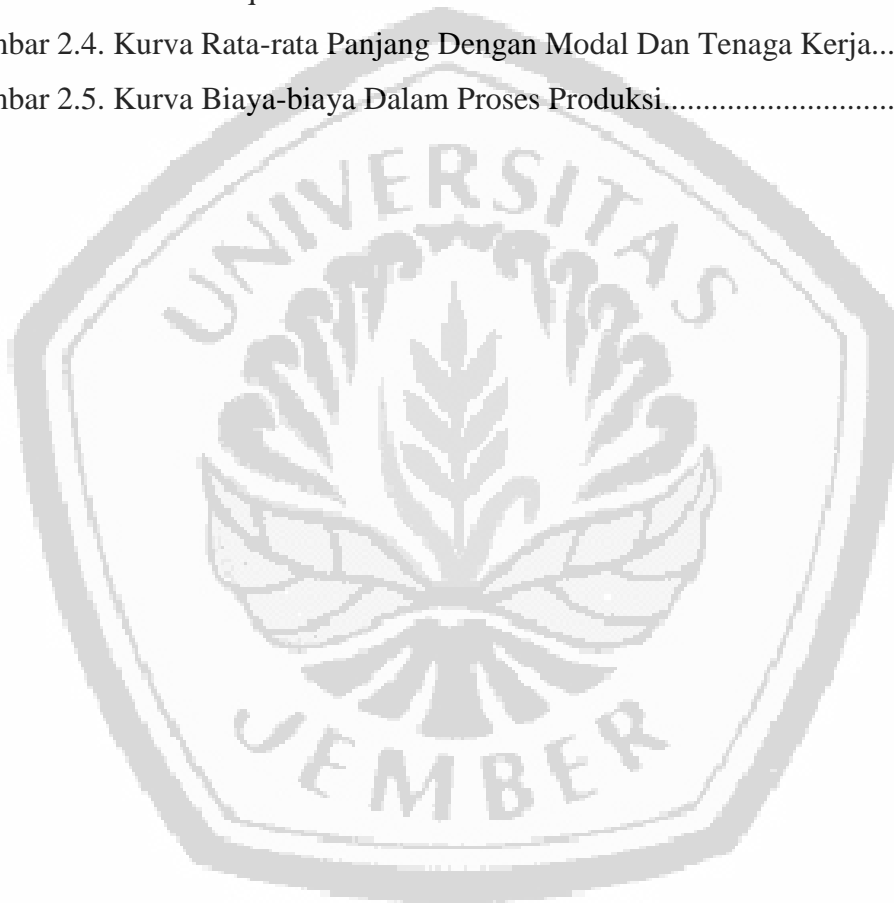 mbar 2.4. Kurva Rata-rata Panjang Dengan Modal Dan Tenaga Kerja...
mbar 2.5. Kurva Biaya-biaya Dalam Proses Produksi.............................
UNIVERSITAS
JEMBER